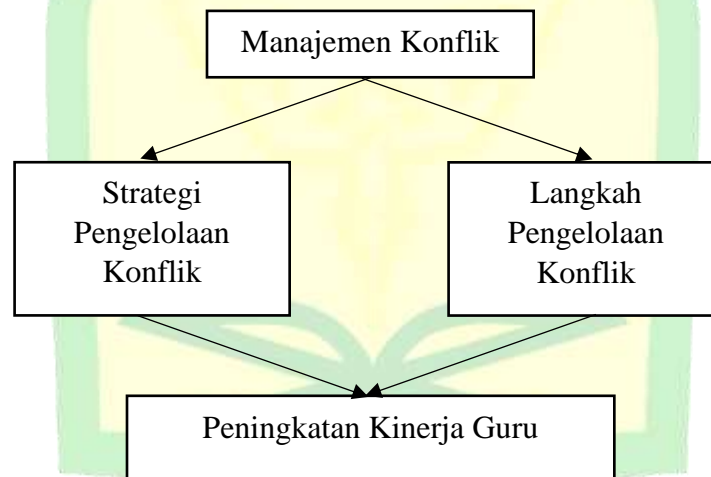 Manajemen Konflik
Strategi
Pengelolaan
Konflik
Langkah
Pengelolaan
Konflik
Peningkatan Kinerja Guru